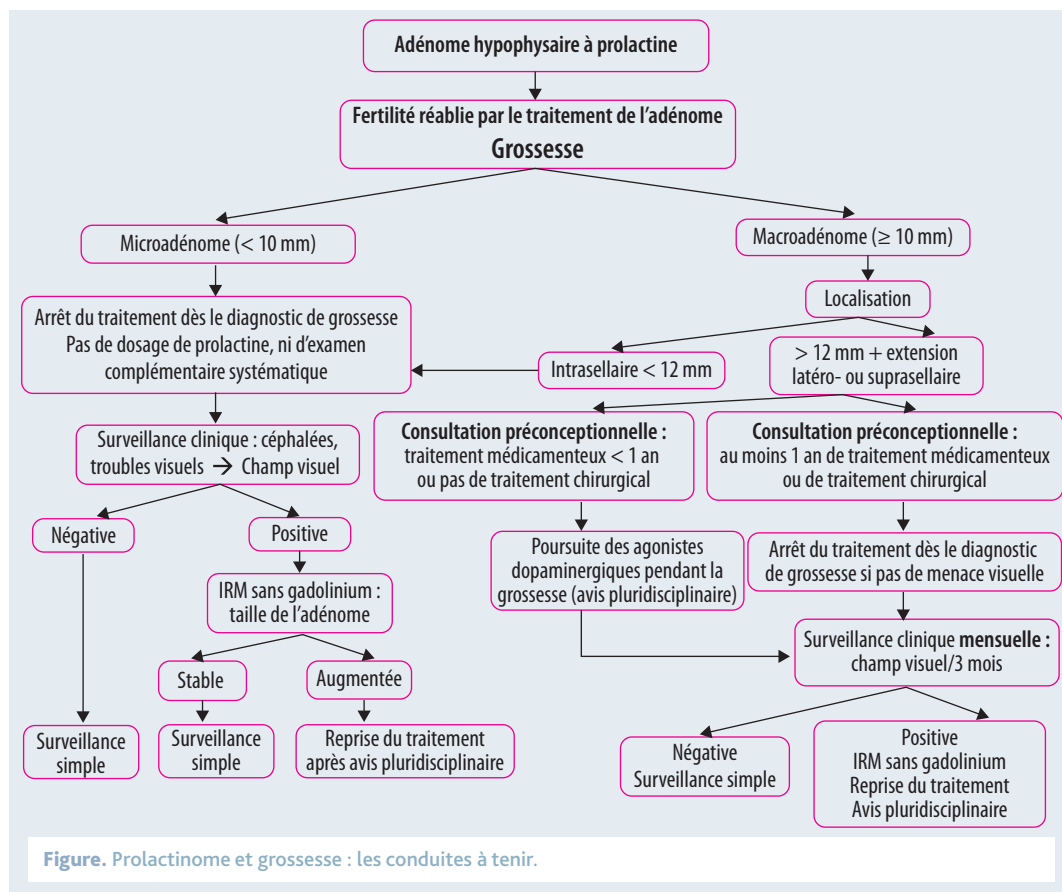 Adénome hypophysaire à prolactine
Fertilité réablie par le traitement de l'adénome
Grossesse
Microadénome (< 10 mm)
Macroadénome (≥ 10 mm)
Localisation
Arrêt du traitement dès le diagnostic de grossesse
Pas de dosage de prolactine, ni d'examen
complémentaire systématique
Intrasellaire < 12 mm
> 12 mm + extension
latéro- ou suprasellaire
Surveillance clinique : céphalées,
troubles visuels → Champ visuel
Consultation préconceptionnelle :
traitement médicamenteux < 1 an
ou pas de traitement chirurgical
Consultation préconceptionnelle :
au moins 1 an de traitement médicamenteux
ou de traitement chirurgical
Négative
Positive
Poursuite des agonistes
dopaminergiques pendant la
grossesse (avis pluridisciplinaire)
Arrêt du traitement dès le diagnostic
de grossesse si pas de menace visuelle
IRM sans gadolinium :
taille de l'adénome
Surveillance clinique mensuelle :
champ visuel/3 mois
Stable
Augmentée
Surveillance
simple
Surveillance
simple
Reprise du traitement
après avis pluridisciplinaire
Négative
Surveillance simple
Positive
IRM sans gadolinium
Reprise du traitement
Avis pluridisciplinaire
Figure. Prolactinome et grossesse : les conduites à tenir.